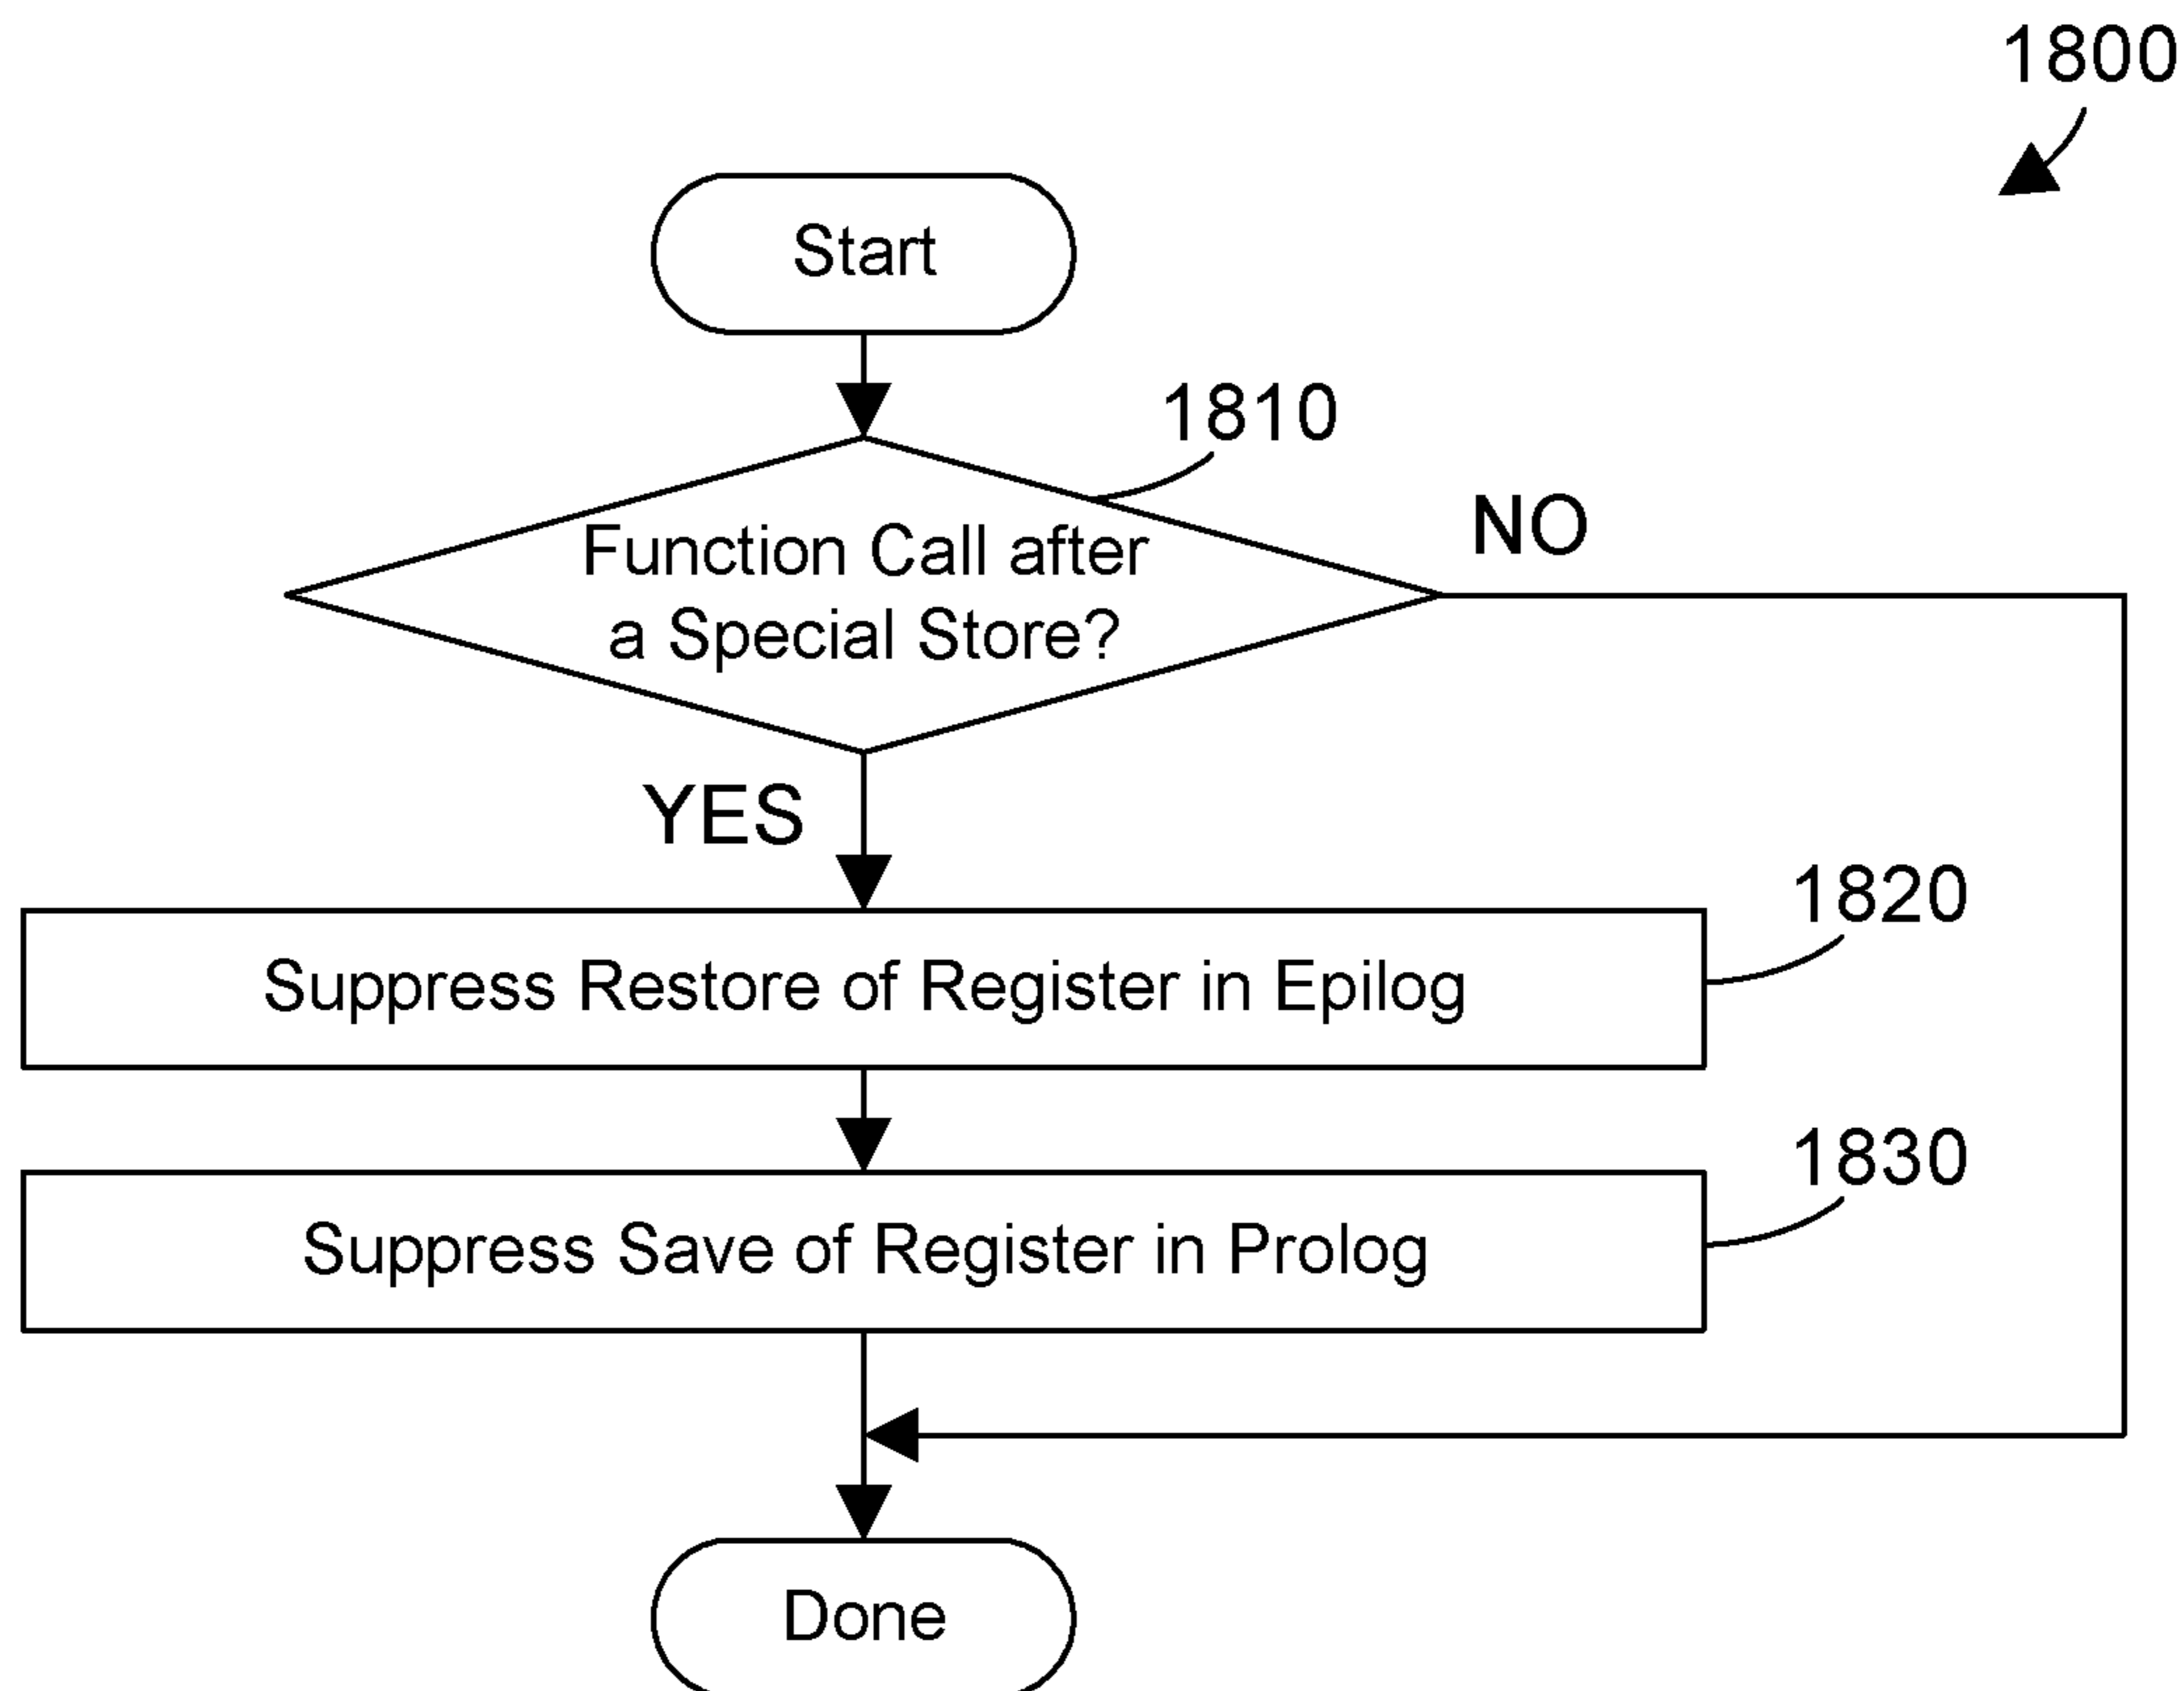 1800
Start
1810
Function Call after
a Special Store?
NO
YES
1820
Suppress Restore of Register in Epilog
1830
Suppress Save of Register in Prolog
Done